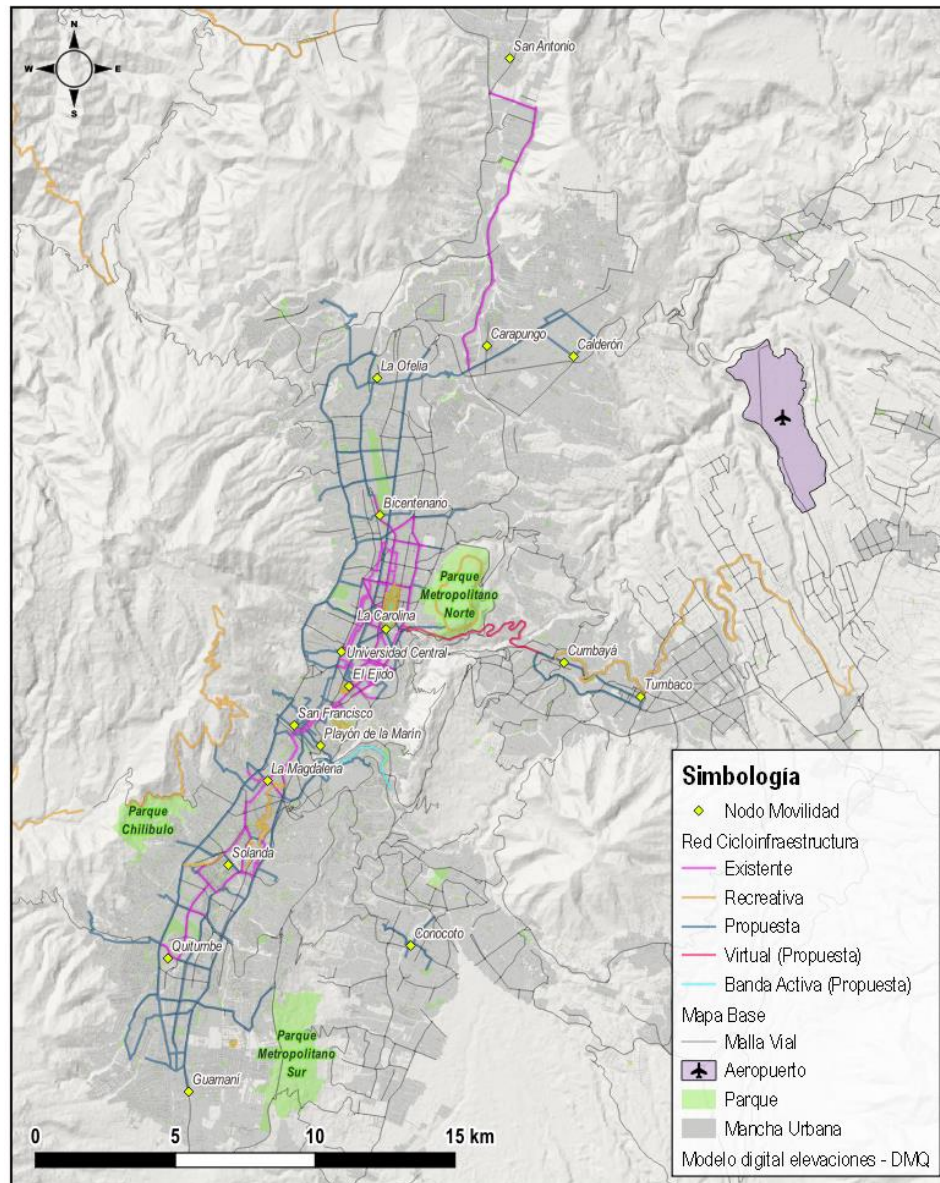 N
W E
S
San Antonio
Carapungo
Calderón
La Ofelia
Bicentenario
Parque
Metropolitano
Norte
La Carolina
Universidad Central
Cumbayá
El Ejido
Tumbaco
San Francisco
Playón de la Marín
La Magdalena
Parque
Chilibulo
Solanda
Conocoto
Quitumbe
Parque
Metropolitano
Sur
Guamaní
0 5 10 15 km
Simbología
Nodo Movilidad
Red Cicloinfraestructura
Existente
Recreativa
Propuesta
Virtual (Propuesta)
Banda Activa (Propuesta)
Mapa Base
Malla Vial
Aeropuerto
Parque
Mancha Urbana
Modelo digital elevaciones - DMQ